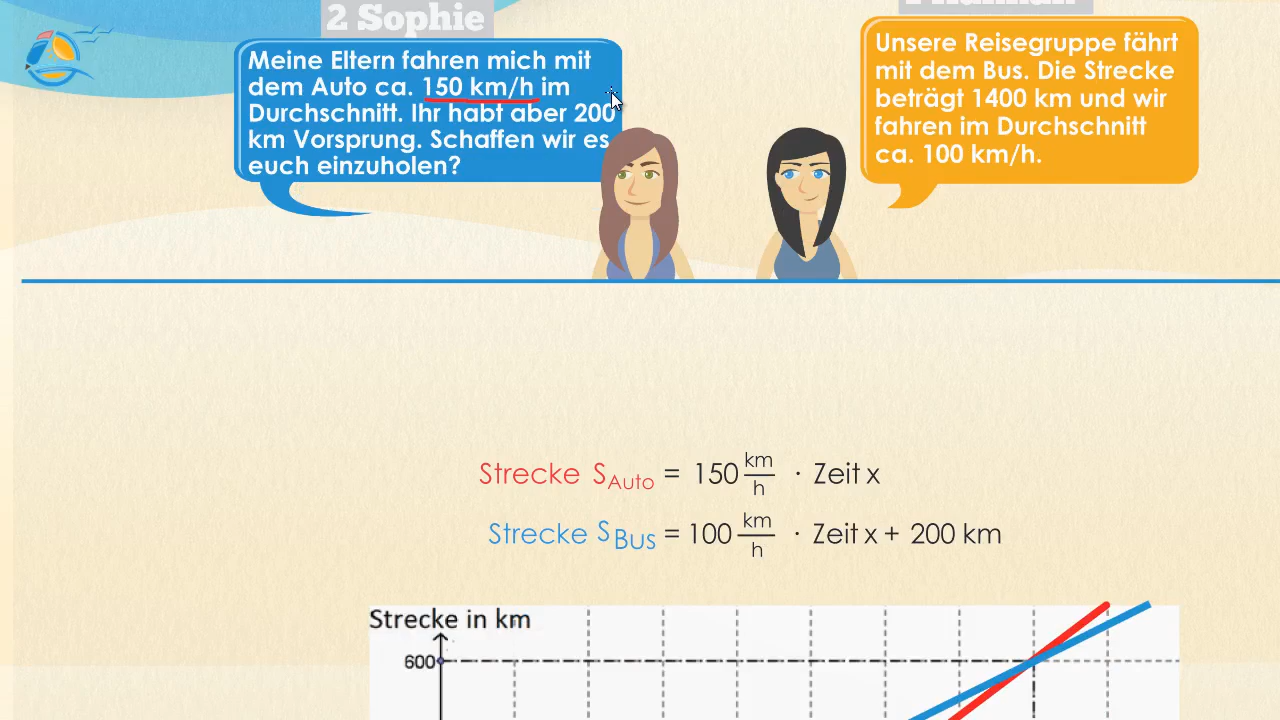 2 Sophie
Meine Eltern fahren mich mit
dem Auto ca. 150 km/h im
Durchschnitt. Ihr habt aber 200
km Vorsprung. Schaffen wir es
euch einzuholen?
Unsere Reisegruppe fährt
mit dem Bus. Die Strecke
beträgt 1400 km und wir
fahren im Durchschnitt
ca. 100 km/h.
Strecke S_Auto = 150 km/h · Zeit x
Strecke S_Bus = 100 km/h · Zeit x + 200 km
Strecke in km
600